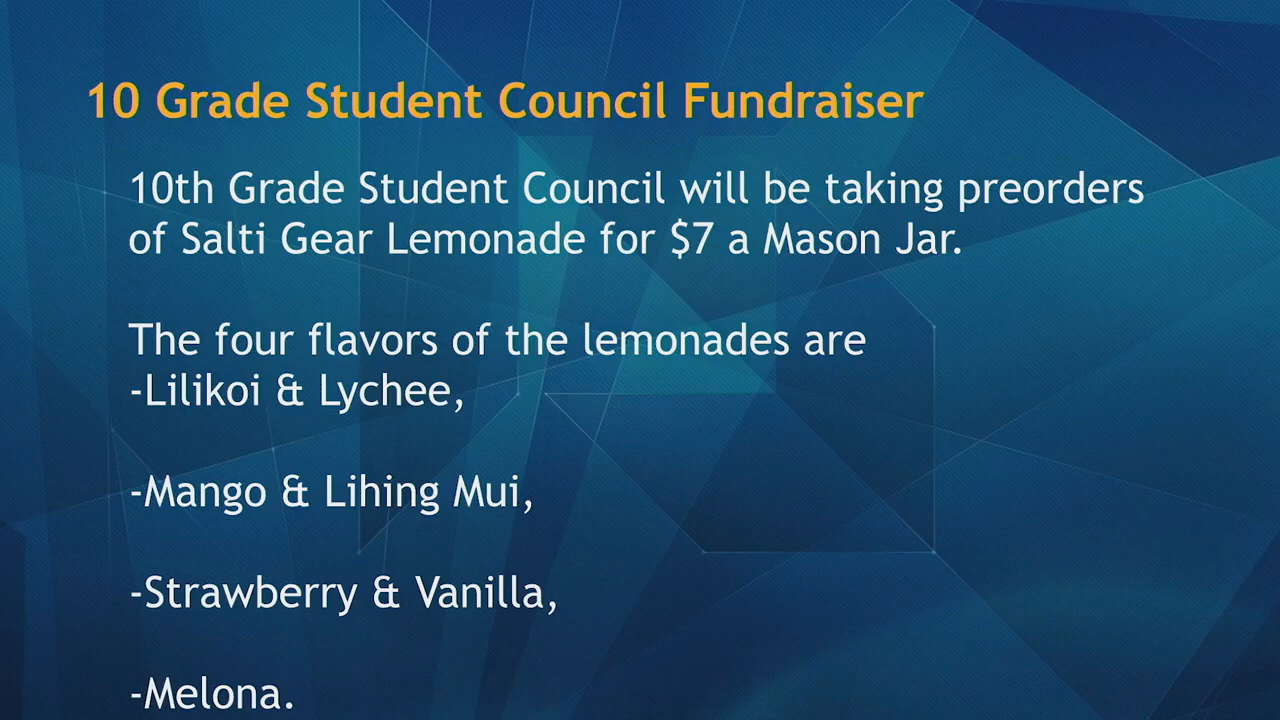 10 Grade Student Council Fundraiser
10th Grade Student Council will be taking preorders
of Salti Gear Lemonade for $7 a Mason Jar.
The four flavors of the lemonades are
-Lilikoi & Lychee,
-Mango & Lihing Mui,
-Strawberry & Vanilla,
-Melona.